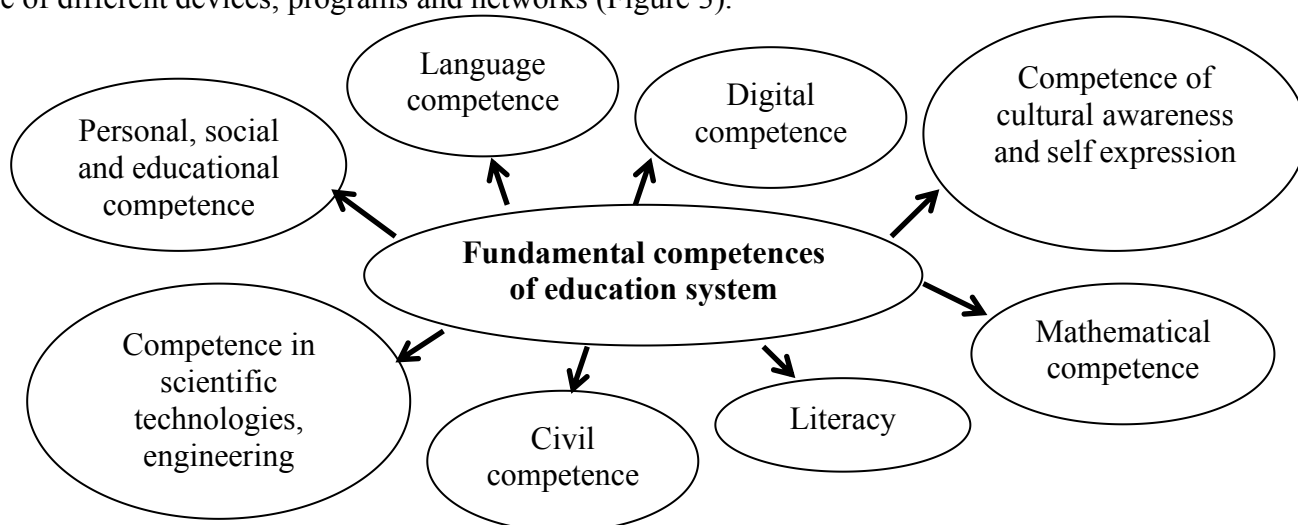 of different devices, programs and networks (Figure 3).
Language
competence
Digital
competence
Competence of
cultural awareness
and self expression
Personal, social
and educational
competence
Fundamental competences
of education system
Mathematical
competence
Competence in
scientific
technologies,
engineering
Civil
competence
Literacy